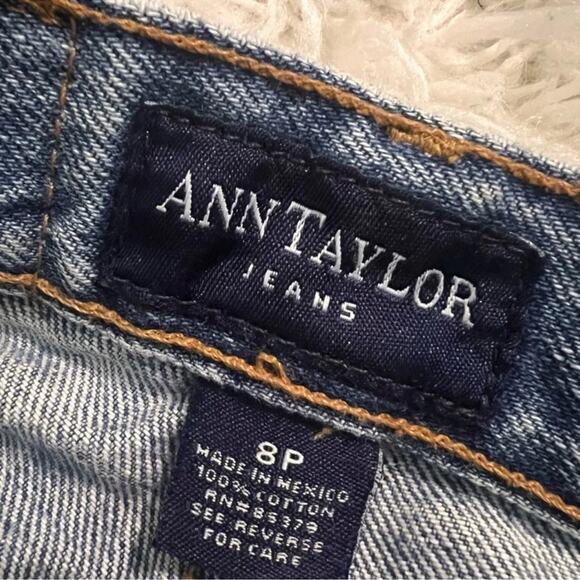 ANN TAYLOR
JEANS
8P
MADE IN MEXICO
100% COTTON
RN#85379
SEE REVERSE
FOR CARE